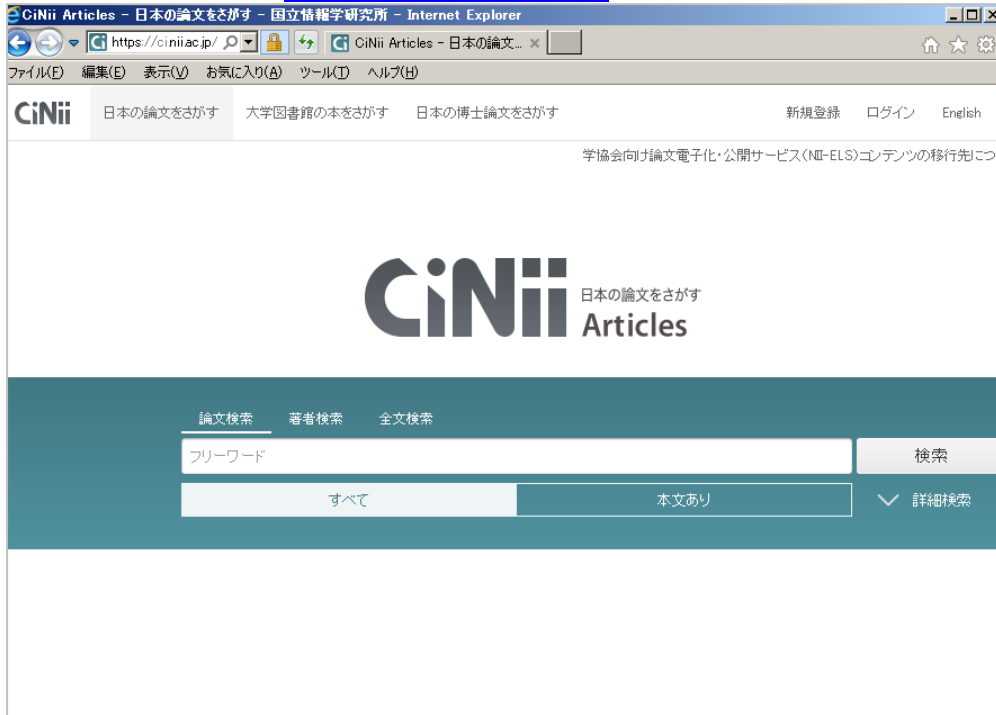 CiNii Articles - 日本の論文をさがす - 国立情報学研究所 - Internet Explorer
https://ci.nii.ac.jp/
CiNii Articles - 日本の論文...
ファイル(F) 編集(E) 表示(V) お気に入り(A) ツール(T) ヘルプ(H)
CiNii 日本の論文をさがす 大学図書館の本をさがす 日本の博士論文をさがす 新規登録 ログイン English
学協会向け論文電子化・公開サービス(NII-ELS)コンテンツの移行先につ
CiNii 日本の論文をさがす
Articles
論文検索 著者検索 全文検索
フリーワード 検索
すべて 本文あり 詳細検索